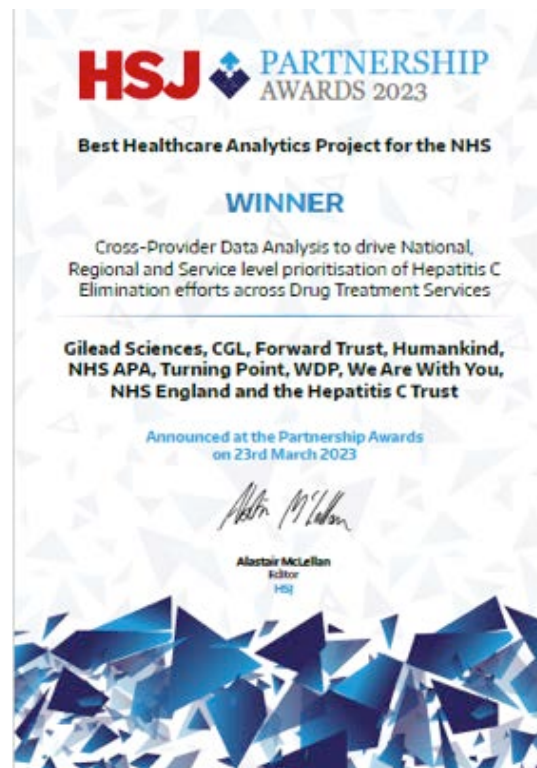 HSJ PARTNERSHIP
AWARDS 2023
Best Healthcare Analytics Project for the NHS
WINNER
Cross-Provider Data Analysis to drive National,
Regional and Service level prioritisation of Hepatitis C
Elimination efforts across Drug Treatment Services
Gilead Sciences, CGL, Forward Trust, Humankind,
NHS APA, Turning Point, WDP, We Are With You,
NHS England and the Hepatitis C Trust
Announced at the Partnership Awards
on 23rd March 2023
Alastair McLellan
Alastair McLellan
Editor
HSJ